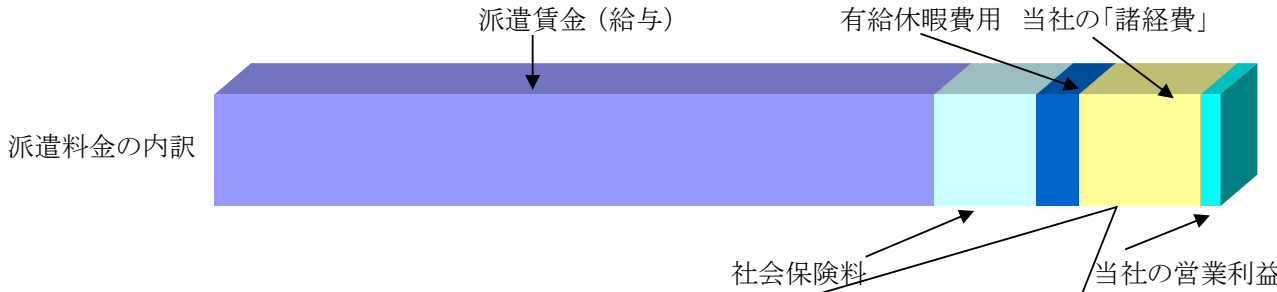 派遣賃金（給与）
有給休暇費用
当社の｢諸経費｣
派遣料金の内訳
社会保険料
当社の営業利益